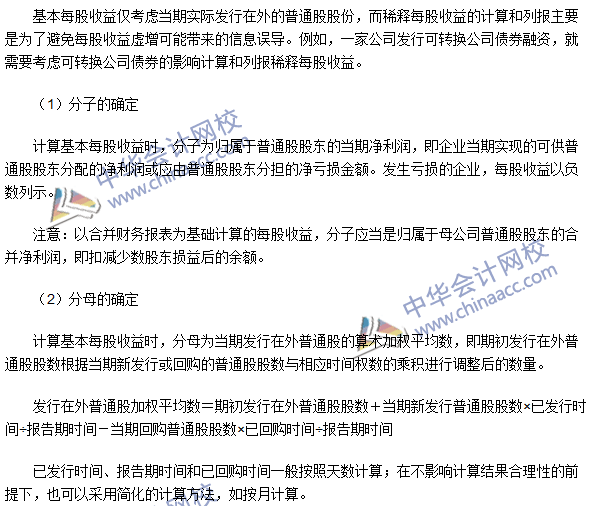 基本每股收益仅考虑当期实际发行在外的普通股股份，而稀释每股收益的计算和列报主要
是为了避免每股收益虚增可能带来的信息误导。例如，一家公司发行可转换公司债券融资，就
需要考虑可转换公司债券的影响计算和列报稀释每股收益。
（1）分子的确定
计算基本每股收益时，分子为归属于普通股股东的当期净利润，即企业当期实现的可供普
通股股东分配的净利润或应由普通股股东分担的净亏损金额。发生亏损的企业，每股收益以负
数列示。
中华会计网校
www.chinaacc.com
注意：以合并财务报表为基础计算的每股收益，分子应当是归属于母公司普通股股东的合
并净利润，即扣减少数股东损益后的余额。
（2）分母的确定
中华会计网校
www.chinaacc.com
计算基本每股收益时，分母为当期发行在外普通股的算术加权平均数，即期初发行在外普
通股股数根据当期新发行或回购的普通股股数与相应时间权数的乘积进行调整后的数量。
发行在外普通股加权平均数＝期初发行在外普通股股数＋当期新发行普通股股数×已发行时
间÷报告期时间－当期回购普通股股数×已回购时间÷报告期时间
已发行时间、报告期时间和已回购时间一般按照天数计算；在不影响计算结果合理性的前
提下，也可以采用简化的计算方法，如按月计算。